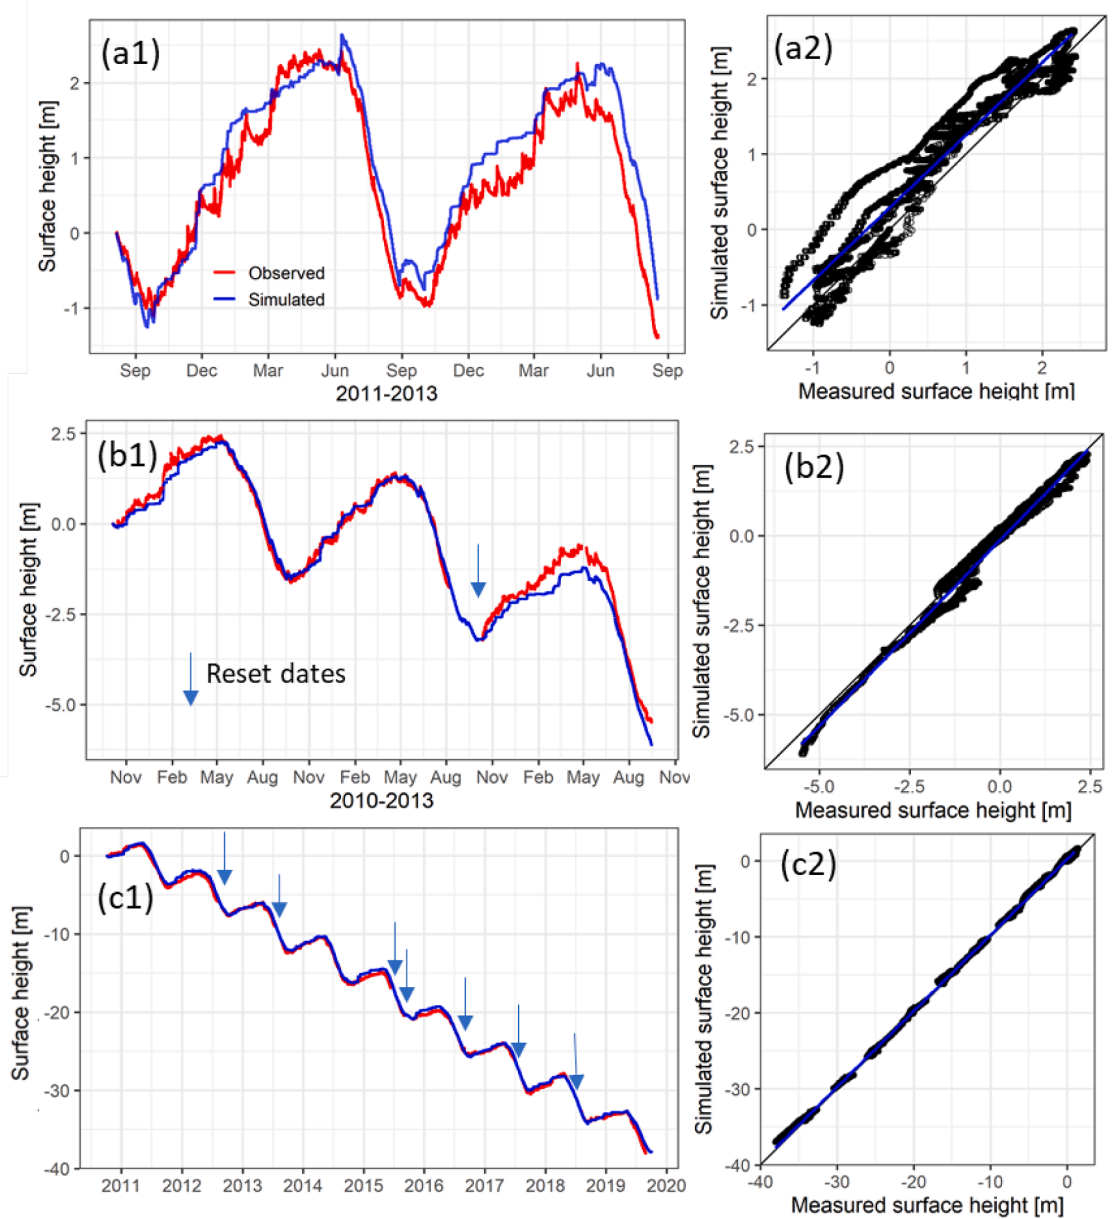 (a1)
Surface height [m]
2
1
0
-1
Observed
Simulated
Sep Dec Mar Jun Sep Dec Mar Jun Sep
2011-2013
(a2)
Simulated surface height [m]
2
1
0
-1
-1 0 1 2
Measured surface height [m]
(b1)
Surface height [m]
2.5
0.0
-2.5
-5.0
Reset dates
Nov Feb May Aug Nov Feb May Aug Nov Feb May Aug Nov
2010-2013
(b2)
Simulated surface height [m]
2.5
0.0
-2.5
-5.0
-5.0 -2.5 0.0 2.5
Measured surface height [m]
(c1)
Surface height [m]
0
-10
-20
-30
-40
2011 2012 2013 2014 2015 2016 2017 2018 2019 2020
(c2)
Simulated surface height [m]
0
-10
-20
-30
-40
-40 -30 -20 -10 0
Measured surface height [m]